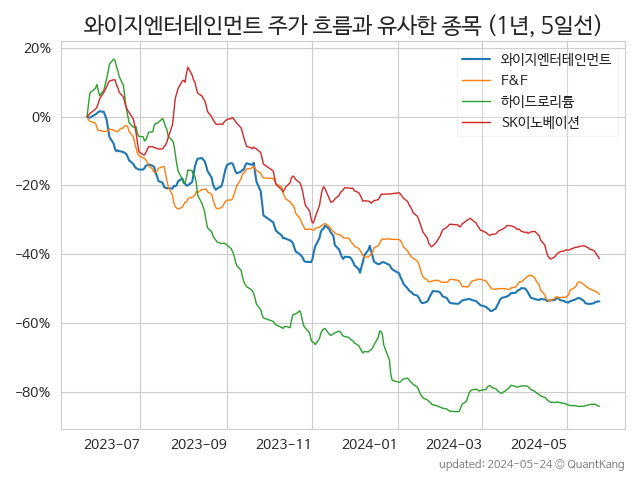 와이지엔터테인먼트 주가 흐름과 유사한 종목 (1년, 5일선)
와이지엔터테인먼트
F&F
하이드로리튬
SK이노베이션
20%
0%
−20%
−40%
−60%
−80%
2023-07 2023-09 2023-11 2024-01 2024-03 2024-05
updated: 2024-05-24 © QuantKang